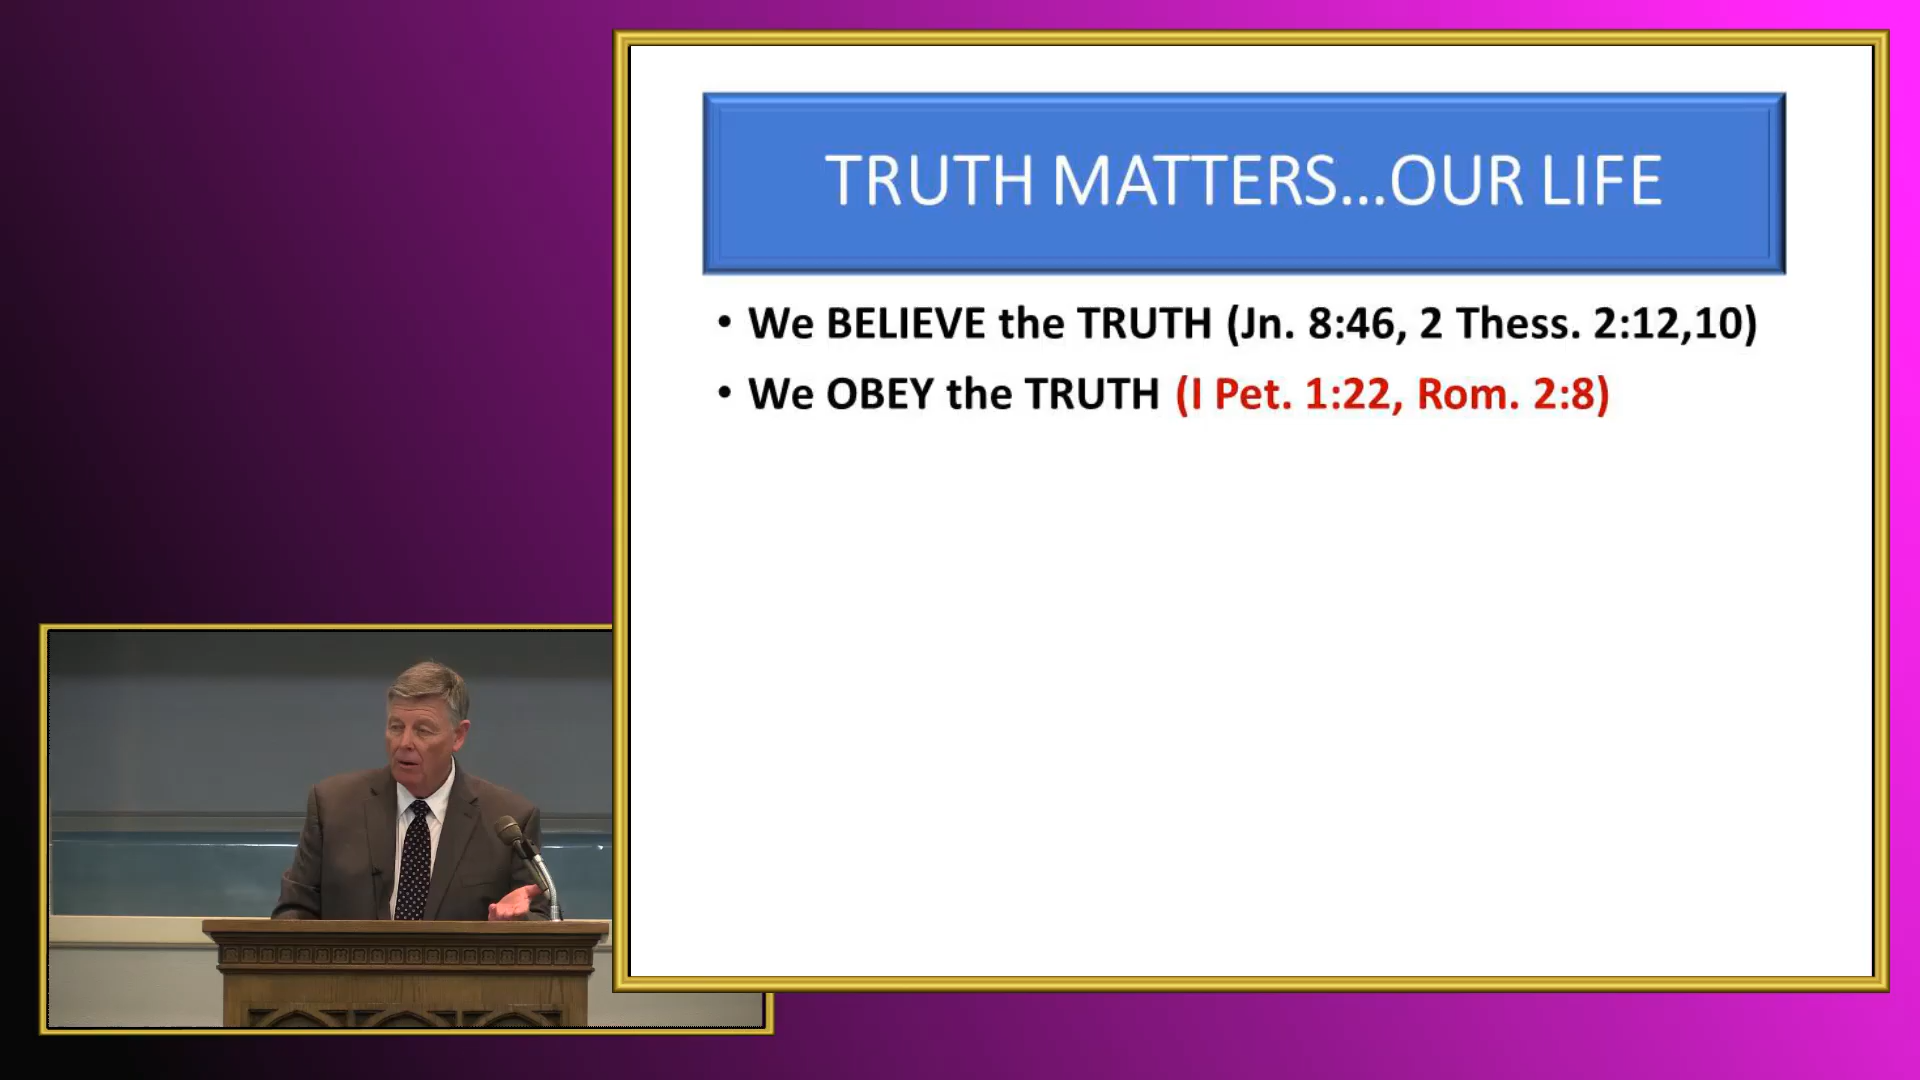 TRUTH MATTERS...OUR LIFE
• We BELIEVE the TRUTH (Jn. 8:46, 2 Thess. 2:12,10)
• We OBEY the TRUTH (I Pet. 1:22, Rom. 2:8)